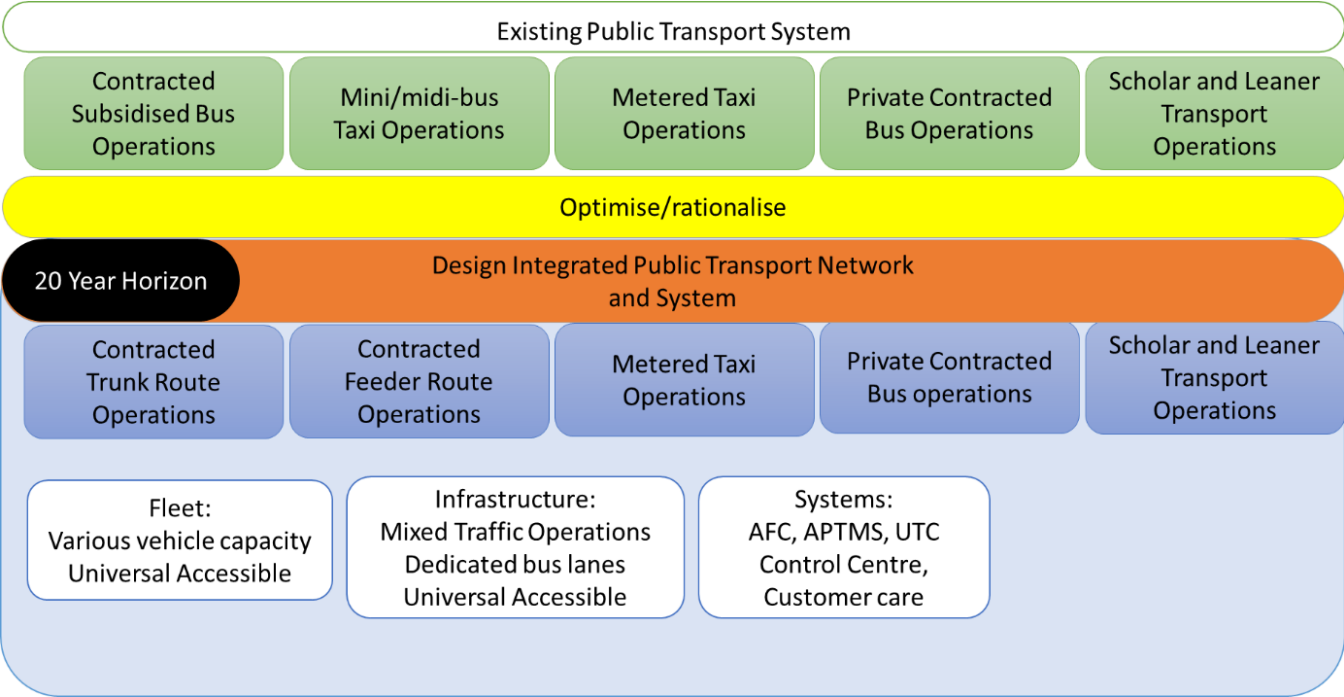 Existing Public Transport System
Contracted
Subsidised Bus
Operations
Mini/midi-bus
Taxi Operations
Metered Taxi
Operations
Private Contracted
Bus Operations
Scholar and Leaner
Transport
Operations
Optimise/rationalise
20 Year Horizon
Design Integrated Public Transport Network
and System
Contracted
Trunk Route
Operations
Contracted
Feeder Route
Operations
Metered Taxi
Operations
Private Contracted
Bus operations
Scholar and Leaner
Transport
Operations
Fleet:
Various vehicle capacity
Universal Accessible
Infrastructure:
Mixed Traffic Operations
Dedicated bus lanes
Universal Accessible
Systems:
AFC, APTMS, UTC
Control Centre,
Customer care